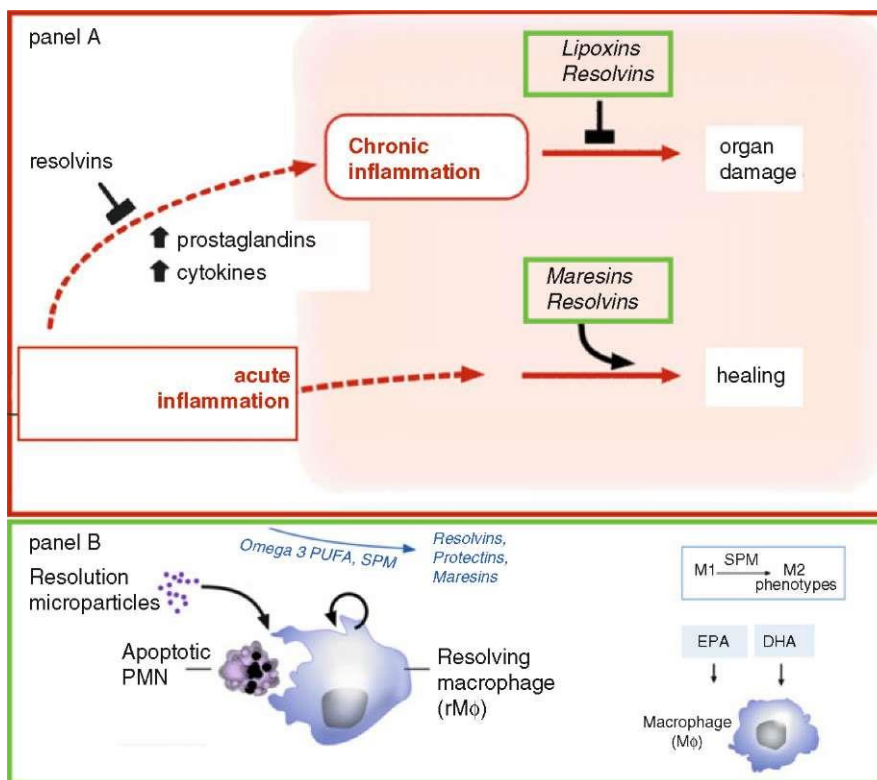 panel A
Lipoxins
Resolvins
resolvins
Chronic
inflammation
organ
damage
prostaglandins
cytokines
Maresins
Resolvins
acute
inflammation
healing
panel B
Omega 3 PUFA, SPM
Resolvins,
Protectins,
Maresins
Resolution
microparticles
Apoptotic
PMN
Resolving
macrophage
(rMϕ)
SPM
M1 M2
phenotypes
EPA DHA
Macrophage
(Mϕ)